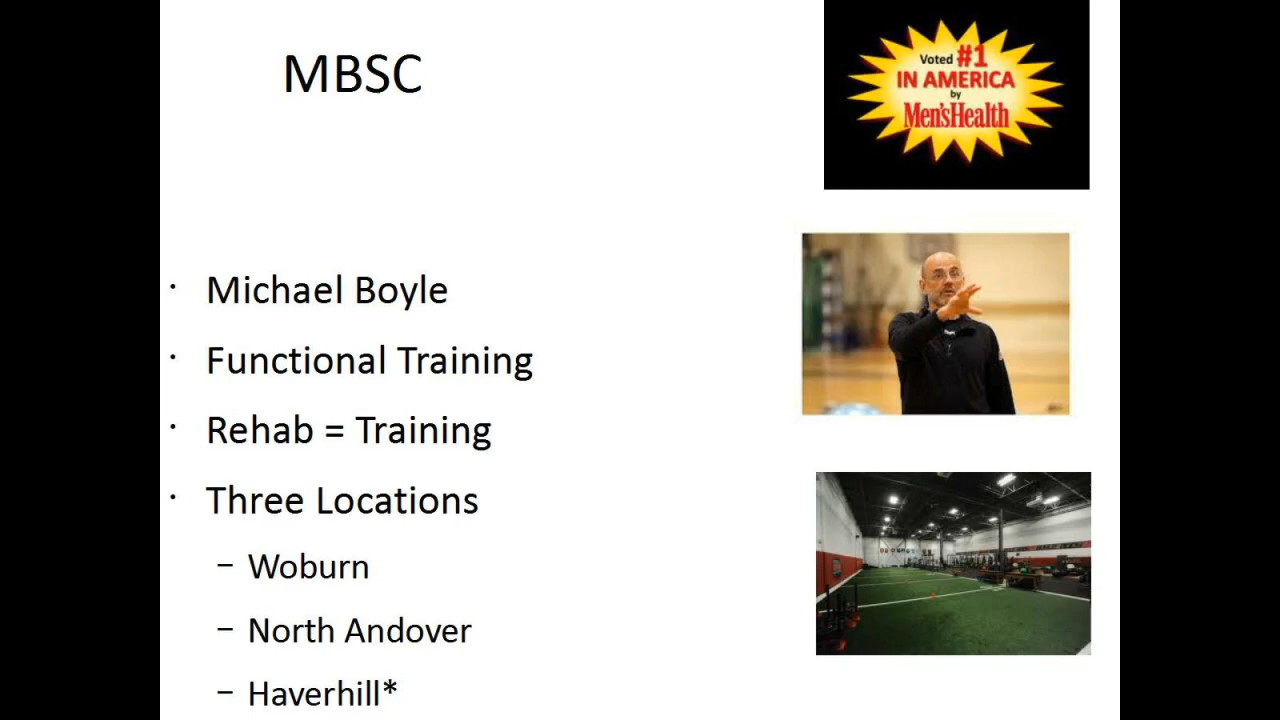 MBSC
Voted #1
IN AMERICA
by
Men'sHealth
· Michael Boyle
· Functional Training
· Rehab = Training
· Three Locations
– Woburn
– North Andover
– Haverhill*